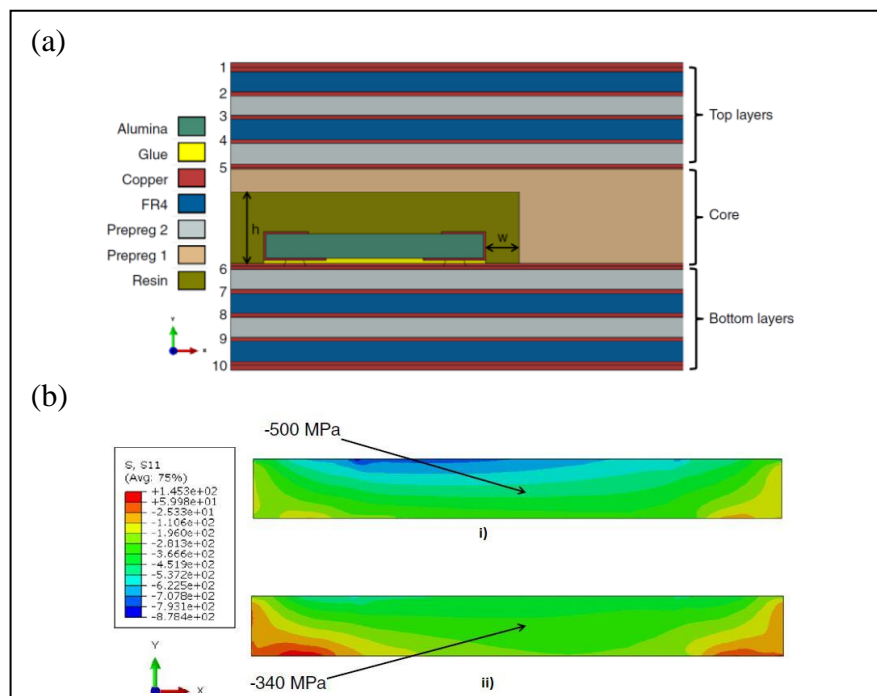 (a)
1
2
3
4
5
6
7
8
9
10
Alumina
Glue
Copper
FR4
Prepreg 2
Prepreg 1
Resin
h
w
Top layers
Core
Bottom layers
Y
X
(b)
S, S11
(Avg: 75%)
+1.453e+02
+5.998e+01
-2.533e+01
-1.106e+02
-1.960e+02
-2.813e+02
-3.666e+02
-4.519e+02
-5.372e+02
-6.225e+02
-7.078e+02
-7.931e+02
-8.784e+02
-500 MPa
i)
Y
X
-340 MPa
ii)